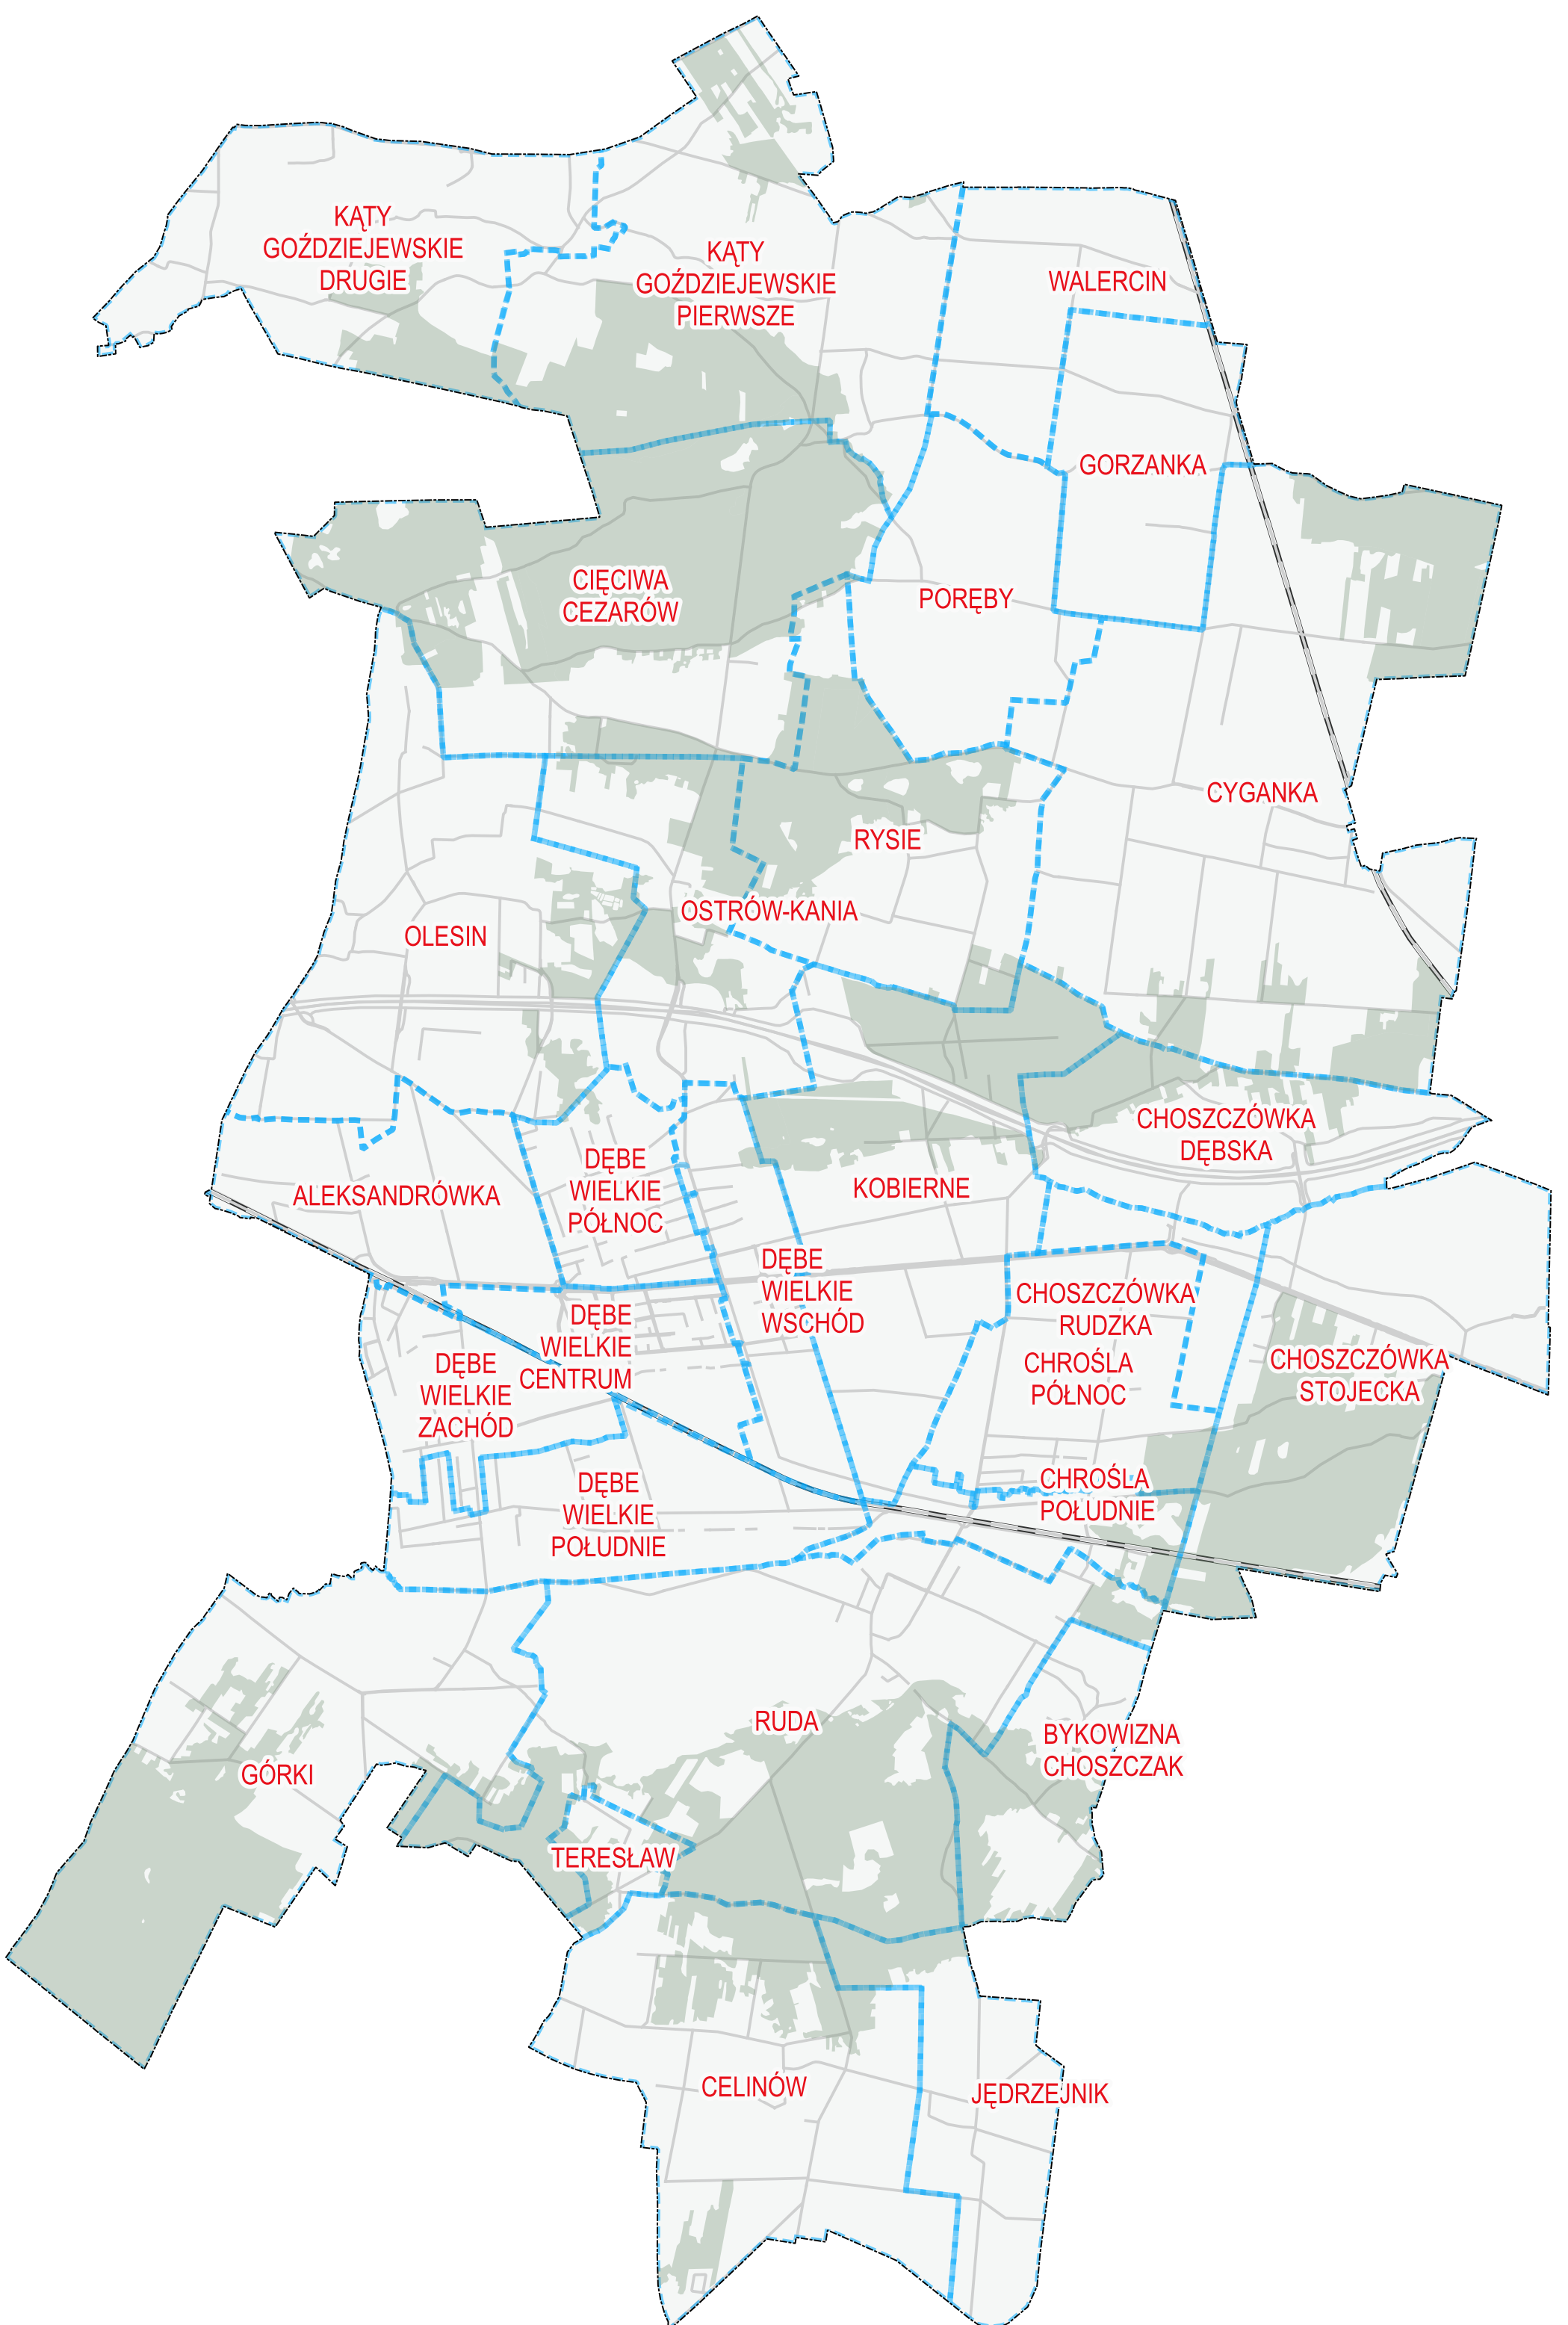 KĄTY
GOŹDZIEJEWSKIE
DRUGIE
KĄTY
GOŹDZIEJEWSKIE
PIERWSZE
WALERCIN
GORZANKA
CIĘCIWA
CEZARÓW
PORĘBY
CYGANKA
RYSIE
OSTRÓW-KANIA
OLESIN
CHOSZCZÓWKA
DĘBSKA
DĘBE
WIELKIE
PÓŁNOC
KOBIERNE
ALEKSANDRÓWKA
DĘBE
WIELKIE
WSCHÓD
CHOSZCZÓWKA
RUDZKA
DĘBE
WIELKIE
CENTRUM
CHROŚLA
PÓŁNOC
CHOSZCZÓWKA
STOJECKA
DĘBE
WIELKIE
ZACHÓD
DĘBE
WIELKIE
POŁUDNIE
CHROŚLA
POŁUDNIE
RUDA
BYKOWIZNA
CHOSZCZAK
GÓRKI
TERESŁAW
CELINÓW
JĘDRZEJNIK